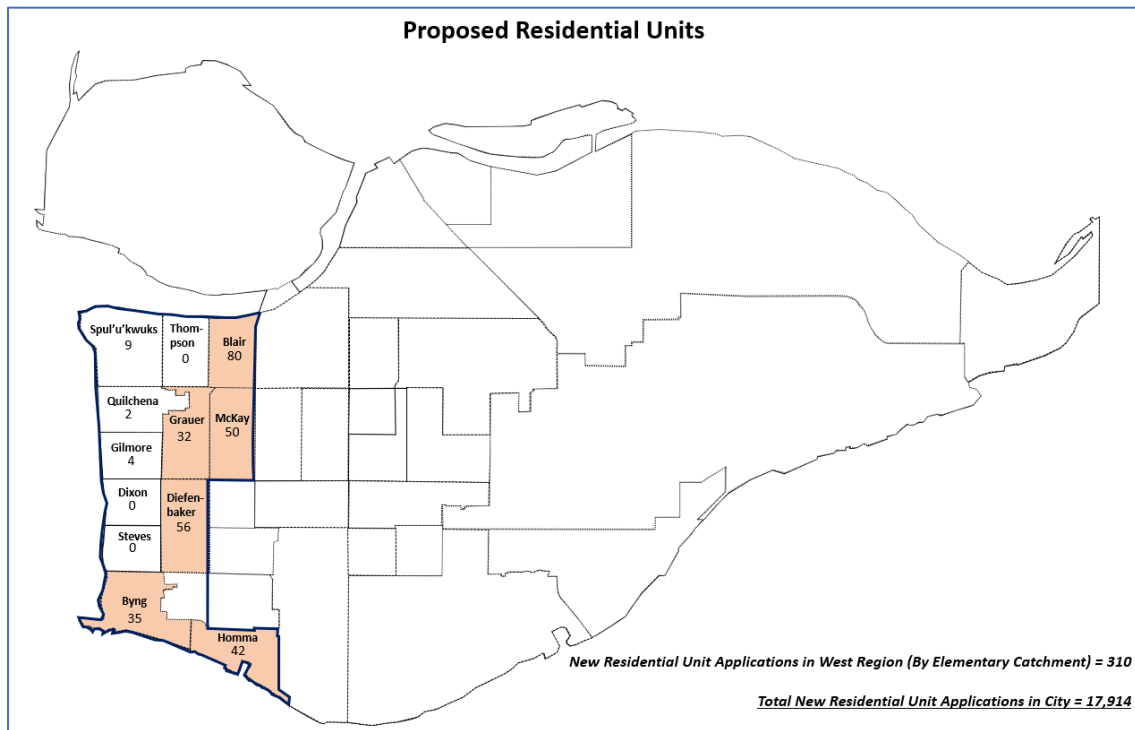 Proposed Residential Units
Spul'u'kwuks
9
Thom-
pson
0
Blair
80
Quilchena
2
Grauer
32
McKay
50
Gilmore
4
Dixon
0
Diefen-
baker
56
Steves
0
Byng
35
Homma
42
New Residential Unit Applications in West Region (By Elementary Catchment) = 310
Total New Residential Unit Applications in City = 17,914